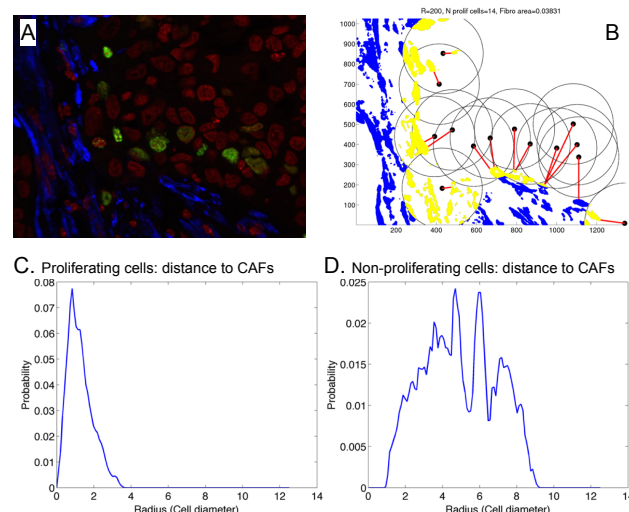 A
R=200, N prolif cells=14, Fibro area=0.03831
B
1000
900
800
700
600
500
400
300
200
100
200 400 600 800 1000 1200
C. Proliferating cells: distance to CAFs
0.08
0.07
0.06
0.05
0.04
0.03
0.02
0.01
0
Probability
0 2 4 6 8 10 12 14
Radius (Cell diameter)
D. Non-proliferating cells: distance to CAFs
0.025
0.02
0.015
0.01
0.005
0
Probability
0 2 4 6 8 10 12 14
Radius (Cell diameter)